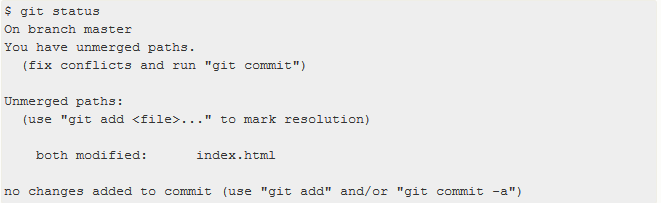 $ git status
On branch master
You have unmerged paths.
  (fix conflicts and run "git commit")

Unmerged paths:
  (use "git add <file>..." to mark resolution)

    both modified:      index.html

no changes added to commit (use "git add" and/or "git commit -a")